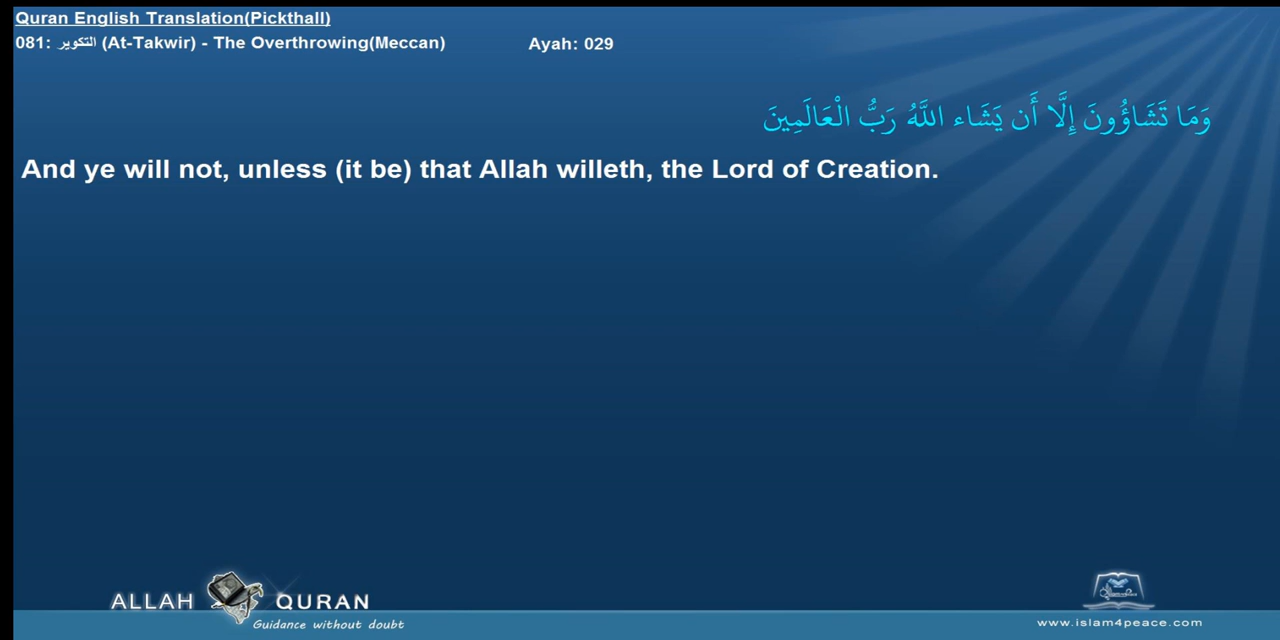 Quran English Translation(Pickthall)
081: التكوير (At-Takwir) - The Overthrowing(Meccan) Ayah: 029
وَمَا تَشَاؤُونَ إِلَّا أَن يَشَاء اللَّهُ رَبُّ الْعَالَمِينَ
And ye will not, unless (it be) that Allah willeth, the Lord of Creation.
ALLAH QURAN
Guidance without doubt
www.islam4peace.com